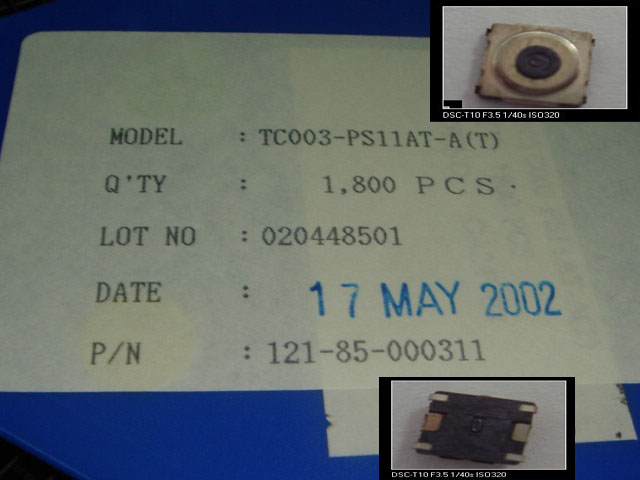 DSC-T10 F3.5 1/40s ISO320
MODEL : TC003-PS11AT-A(T)
Q'TY : 1,800 PCS.
LOT NO : 020448501
DATE : 17 MAY 2002
P/N : 121-85-000311
DSC-T10 F3.5 1/40s ISO320